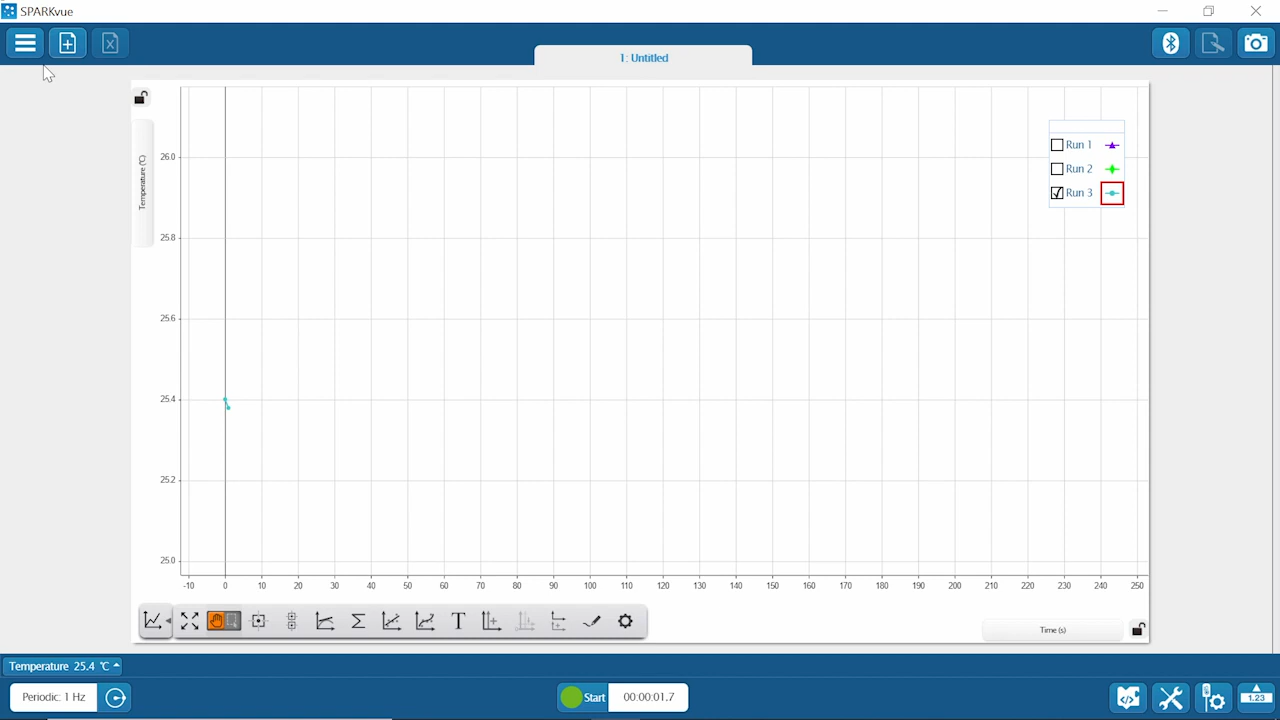 SPARKvue
1: Untitled
Temperature (°C)
26.0
25.8
25.6
25.4
25.2
25.0
Run 1
Run 2
Run 3
-10 0 10 20 30 40 50 60 70 80 90 100 110 120 130 140 150 160 170 180 190 200 210 220 230 240 250
Time (s)
Temperature 25.4 °C
Periodic: 1 Hz
Start 00:00:01.7
1.23